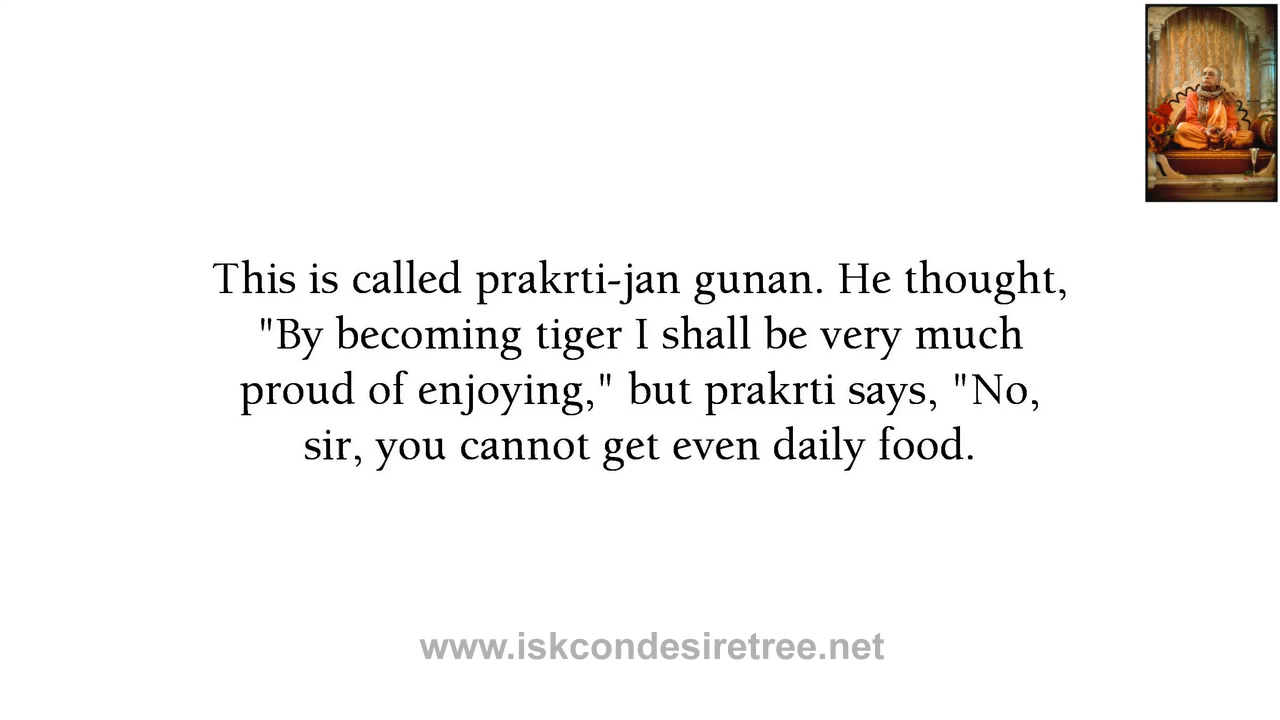 This is called prakrti-jan gunan. He thought,
"By becoming tiger I shall be very much
proud of enjoying," but prakrti says, "No,
sir, you cannot get even daily food.
www.iskcondesiretree.net